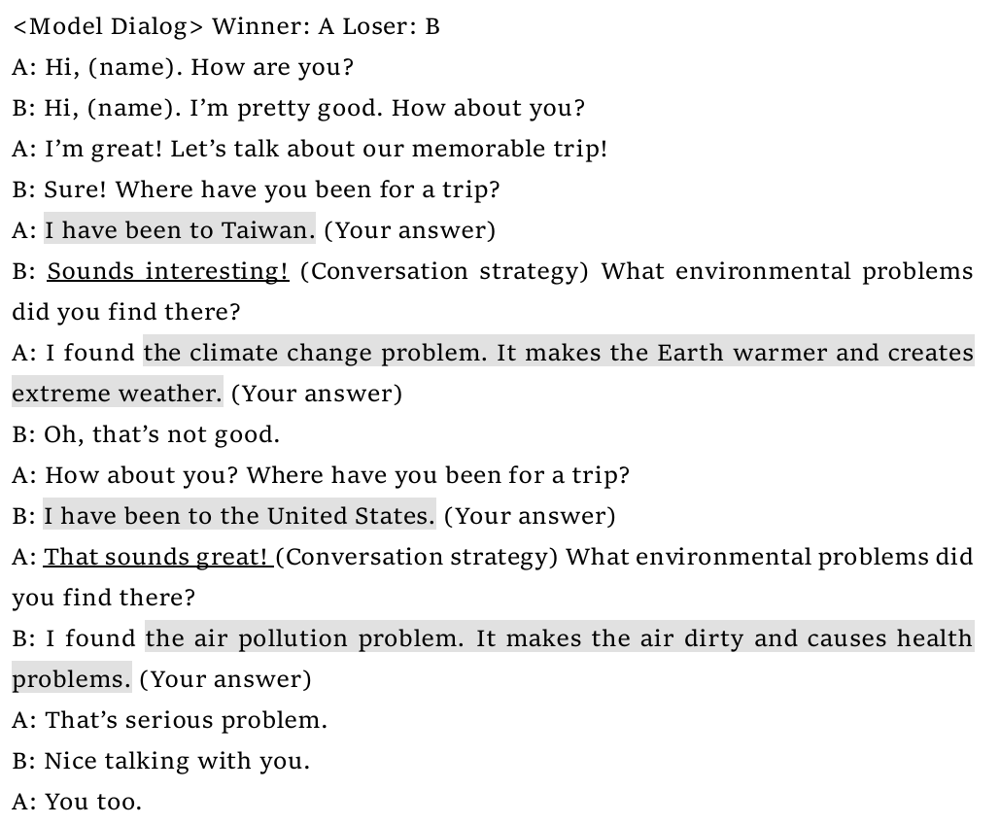 <Model Dialog> Winner: A Loser: B
A: Hi, (name). How are you?
B: Hi, (name). I’m pretty good. How about you?
A: I’m great! Let’s talk about our memorable trip!
B: Sure! Where have you been for a trip?
A: I have been to Taiwan. (Your answer)
B: Sounds interesting! (Conversation strategy) What environmental problems
did you find there?
A: I found the climate change problem. It makes the Earth warmer and creates
extreme weather. (Your answer)
B: Oh, that’s not good.
A: How about you? Where have you been for a trip?
B: I have been to the United States. (Your answer)
A: That sounds great! (Conversation strategy) What environmental problems did
you find there?
B: I found the air pollution problem. It makes the air dirty and causes health
problems. (Your answer)
A: That’s serious problem.
B: Nice talking with you.
A: You too.